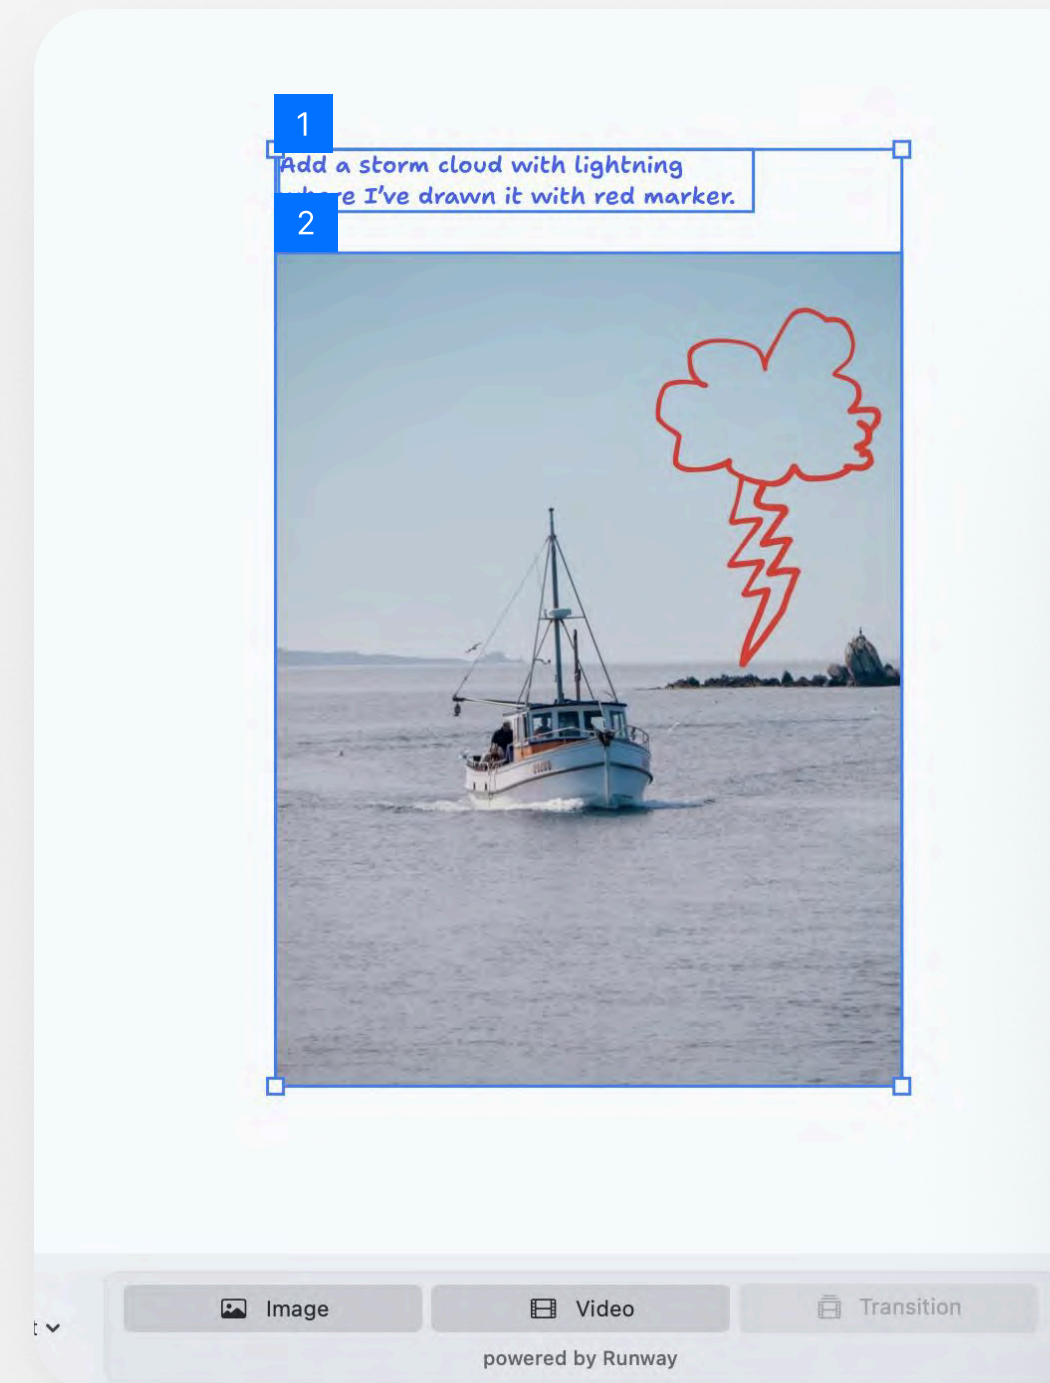 1
Add a storm cloud with lightning
I've drawn it with red marker.
2
Image
Video
Transition
powered by Runway